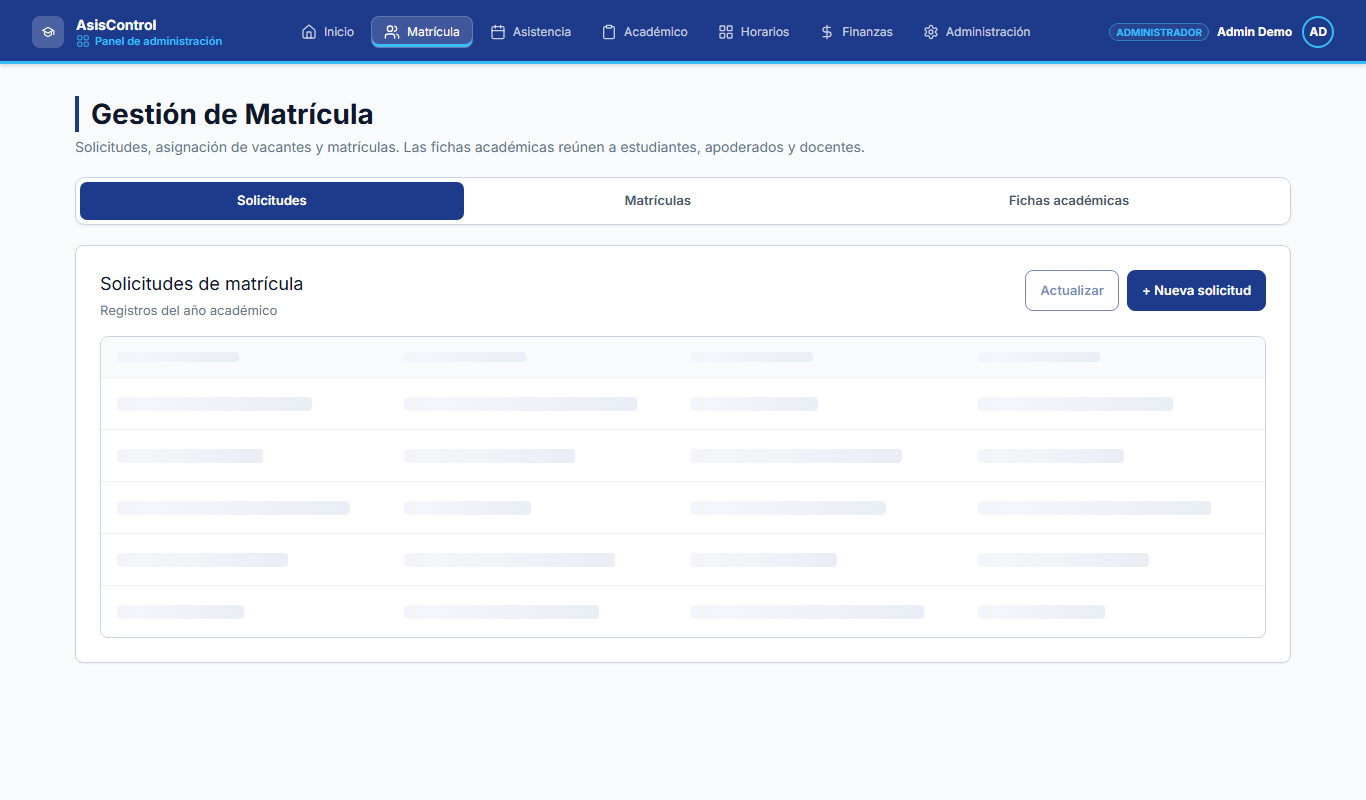 AsisControl
Panel de administración
Inicio
Matrícula
Asistencia
Académico
Horarios
Finanzas
Administración
ADMINISTRADOR
Admin Demo
AD
Gestión de Matrícula
Solicitudes, asignación de vacantes y matrículas. Las fichas académicas reúnen a estudiantes, apoderados y docentes.
Solicitudes
Matrículas
Fichas académicas
Solicitudes de matrícula
Registros del año académico
Actualizar
+ Nueva solicitud